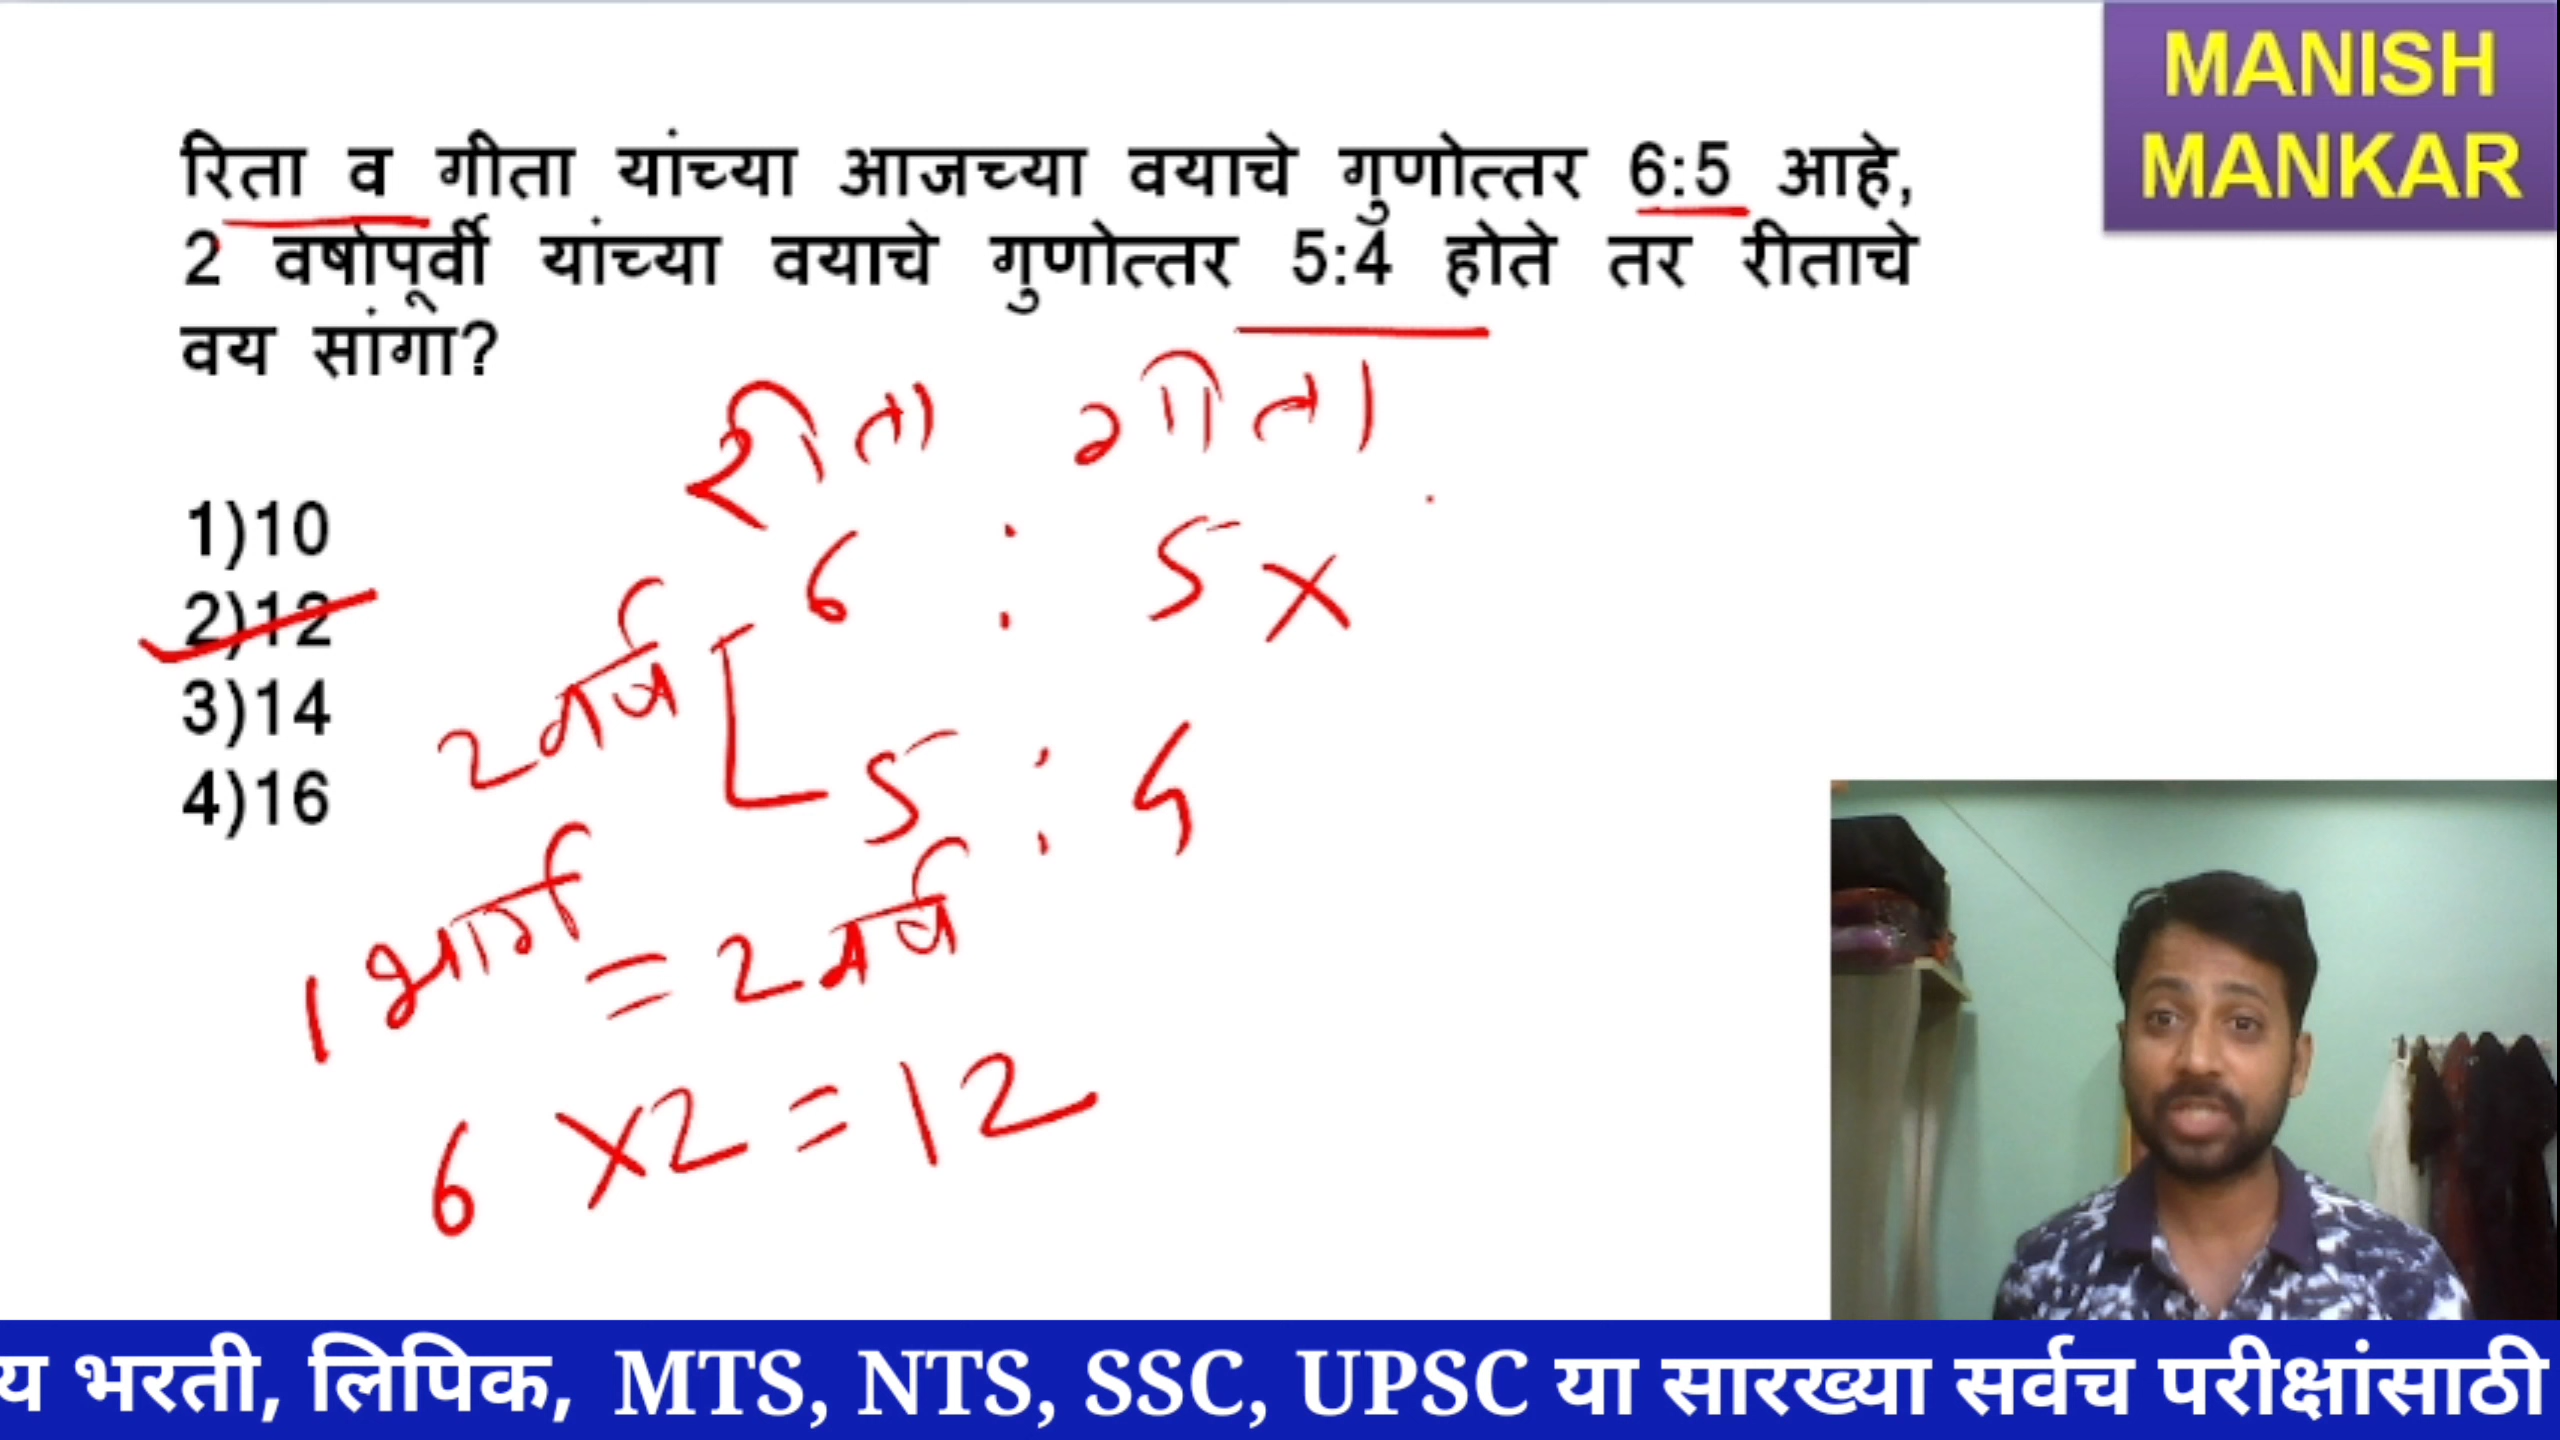 MANISH
MANKAR
रिता व गीता यांच्या आजच्या वयाचे गुणोत्तर 6:5 आहे,
2 वर्षापूर्वी यांच्या वयाचे गुणोत्तर 5:4 होते तर रीताचे
वय सांगा?
रीता गीता
1)10
6 : 5 x
2)12
2 वर्ष
3)14
5 : 4
4)16
1 भाग = 2 वर्ष
6 x 2 = 12
य भरती, लिपिक, MTS, NTS, SSC, UPSC या सारख्या सर्वच परीक्षांसाठी